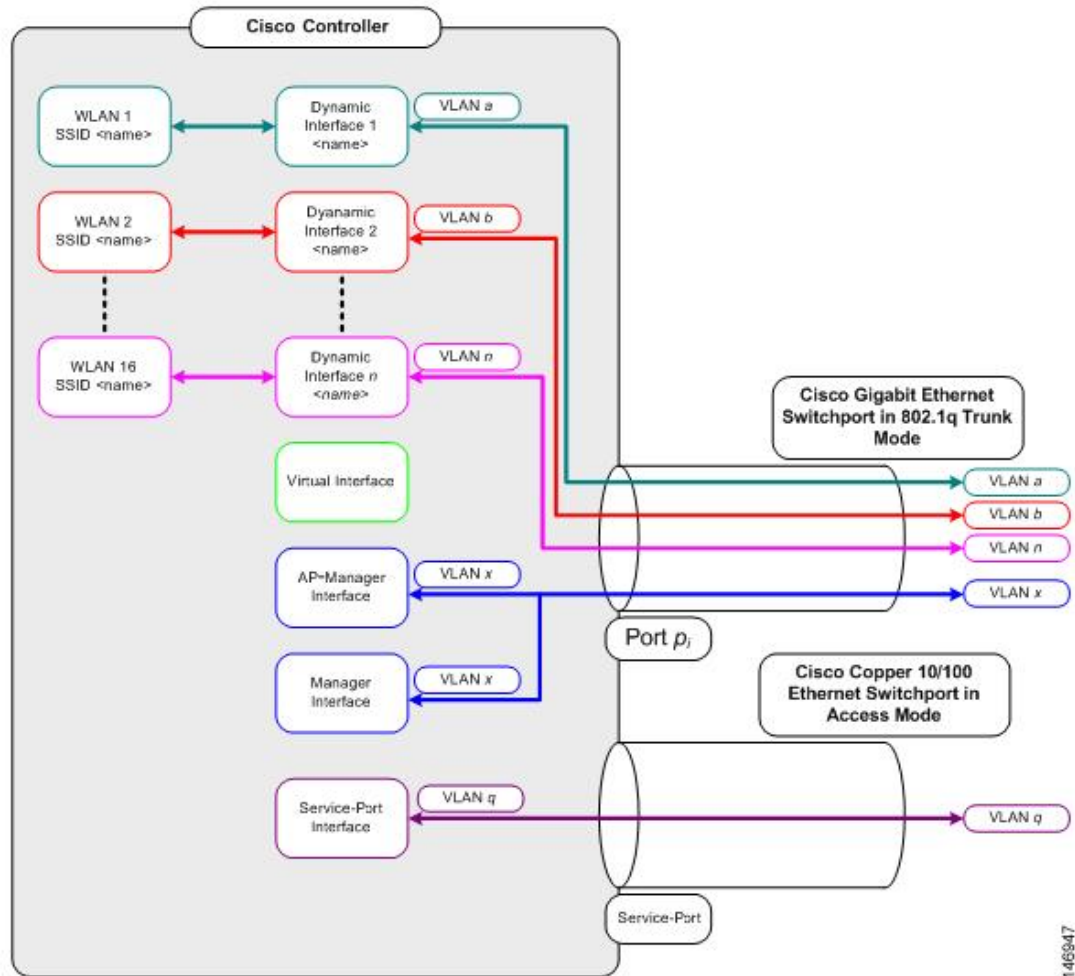 Cisco Controller
WLAN 1
SSID <name>
Dynamic
Interface 1
<name>
VLAN a
WLAN 2
SSID <name>
Dyanamic
Interface 2
<name>
VLAN b
WLAN 16
SSID <name>
Dynamic
Interface n
<name>
VLAN n
Cisco Gigabit Ethernet
Switchport in 802.1q Trunk
Mode
Virtual Interface
VLAN a
VLAN b
VLAN n
AP-Manager
Interface
VLAN x
VLAN x
Port pi
Manager
Interface
VLAN x
Cisco Copper 10/100
Ethernet Switchport in
Access Mode
Service-Port
Interface
VLAN q
VLAN q
Service-Port
146947